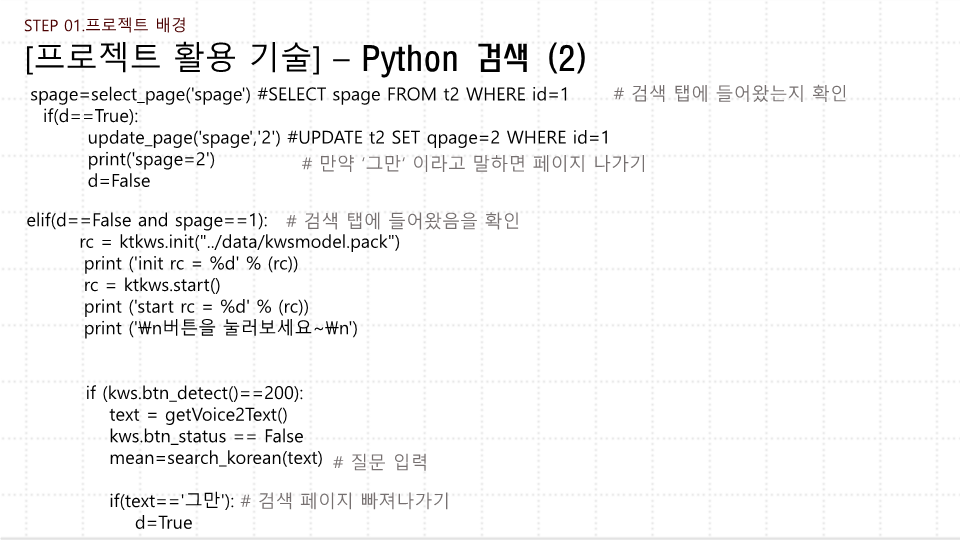 STEP 01.프로젝트 배경
[프로젝트 활용 기술] – Python 검색 (2)
spage=select_page('spage') #SELECT spage FROM t2 WHERE id=1 # 검색 탭에 들어왔는지 확인
if(d==True):
update_page('spage','2') #UPDATE t2 SET qpage=2 WHERE id=1
print('spage=2') # 만약 ‘그만’ 이라고 말하면 페이지 나가기
d=False
elif(d==False and spage==1): # 검색 탭에 들어왔음을 확인
rc = ktkws.init("../data/kwsmodel.pack")
print ('init rc = %d' % (rc))
rc = ktkws.start()
print ('start rc = %d' % (rc))
print ('₩n버튼을 눌러보세요~₩n')
if (kws.btn_detect()==200):
text = getVoice2Text()
kws.btn_status == False
mean=search_korean(text) # 질문 입력
if(text=='그만'): # 검색 페이지 빠져나가기
d=True